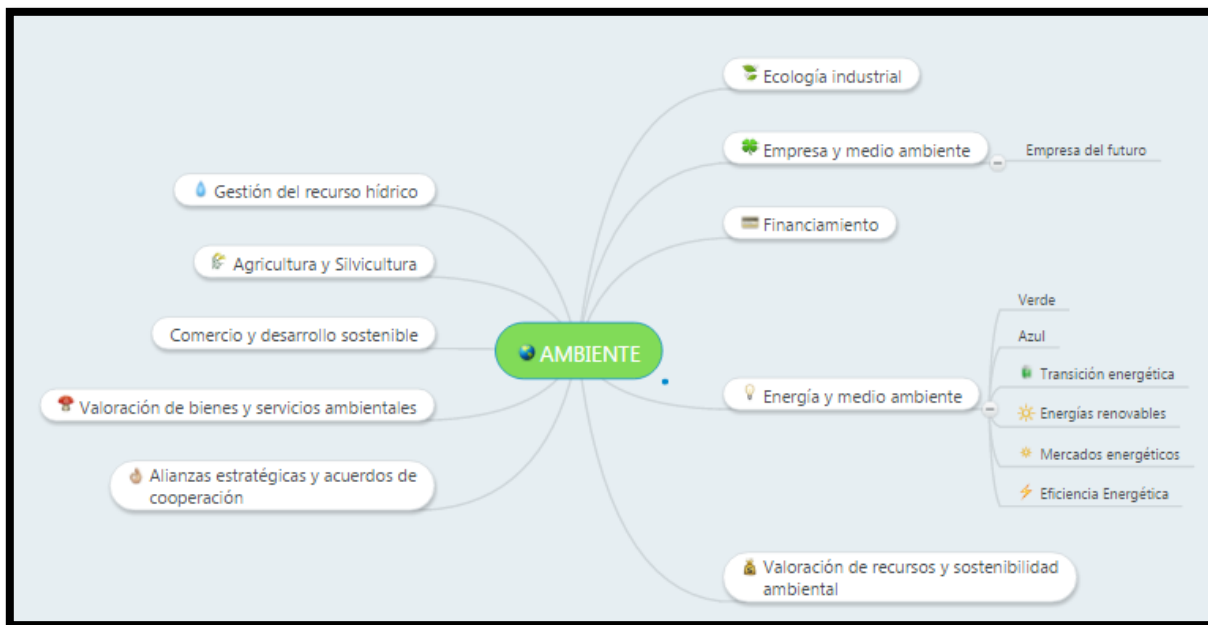 Ecología industrial
Empresa y medio ambiente
Empresa del futuro
Financiamiento
Verde
Azul
Transición energética
Energía y medio ambiente
Energías renovables
Mercados energéticos
Eficiencia Energética
Valoración de recursos y sostenibilidad
ambiental
AMBIENTE
Gestión del recurso hídrico
Agricultura y Silvicultura
Comercio y desarrollo sostenible
Valoración de bienes y servicios ambientales
Alianzas estratégicas y acuerdos de
cooperación